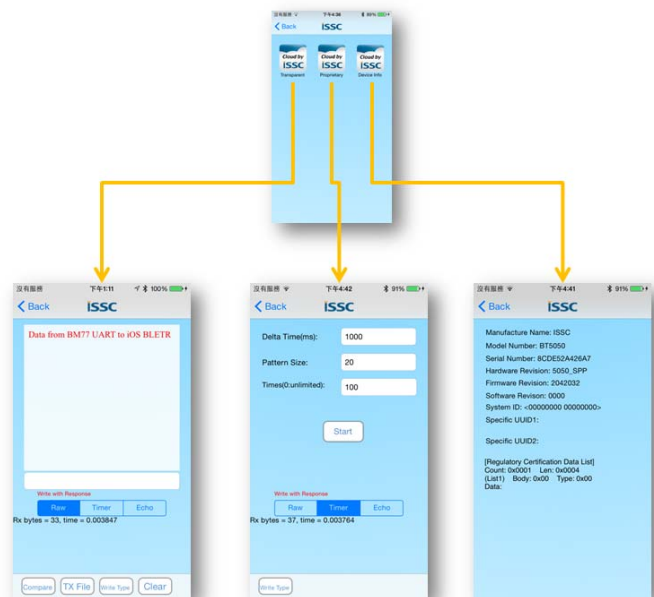 沒有服務 下午4:38 91%
Back ISSC
Cloud by ISSC Cloud by ISSC Cloud by ISSC
Transparent Proprietary Device Info
沒有服務 下午1:11 100%
Back ISSC
Data from BM77 UART to iOS BLETR
Write with Response
Raw Timer Echo
Rx bytes = 33, time = 0.003847
Compare TX File Write Type Clear
沒有服務 下午4:42 91%
Back ISSC
Delta Time(ms): 1000
Pattern Size: 20
Times(0:unlimited): 100
Start
Write with Response
Raw Timer Echo
Rx bytes = 37, time = 0.003764
Write Type
沒有服務 下午4:41 91%
Back ISSC
Manufacture Name: ISSC
Model Number: BT5050
Serial Number: 8CDE52A426A7
Hardware Revision: 5050_SPP
Firmware Revision: 2042032
Software Revison: 0000
System ID: <00000000 00000000>
Specific UUID1:
Specific UUID2:
[Regulatory Certification Data List]
Count: 0x0001 Len: 0x0004
(List1) Body: 0x00 Type: 0x00
Data: